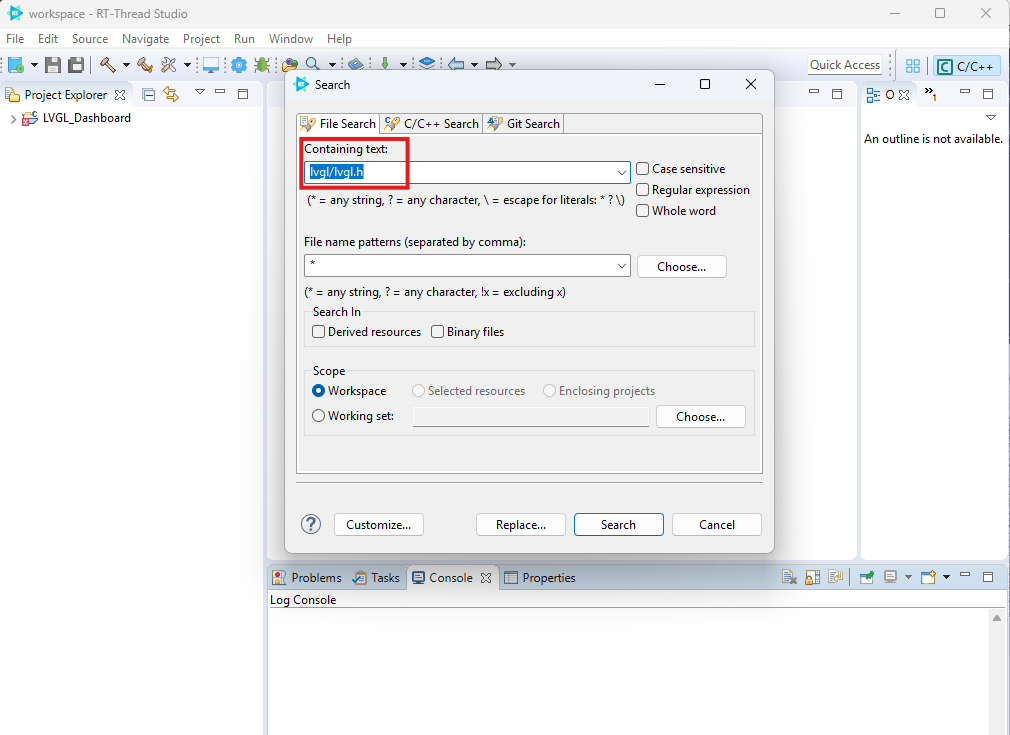 workspace - RT-Thread Studio
File Edit Source Navigate Project Run Window Help
Quick Access
C/C++
Project Explorer
LVGL_Dashboard
O
1
An outline is not available.
Search
File Search
C/C++ Search
Git Search
Containing text:
lvgl/lvgl.h
Case sensitive
(* = any string, ? = any character, \ = escape for literals: * ? \)
Regular expression
Whole word
File name patterns (separated by comma):
*
Choose...
(* = any string, ? = any character, !x = excluding x)
Search In
Derived resources
Binary files
Scope
Workspace
Selected resources
Enclosing projects
Working set:
Choose...
?
Customize...
Replace...
Search
Cancel
Problems
Tasks
Console
Properties
Log Console